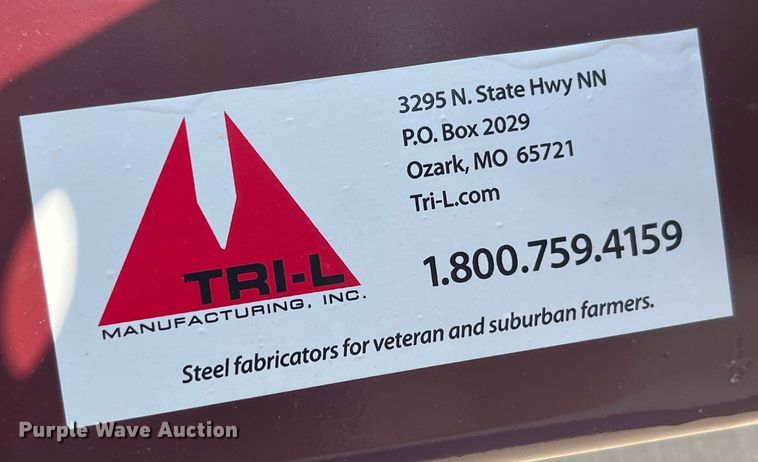 TRI-L
MANUFACTURING, INC.
3295 N. State Hwy NN
P.O. Box 2029
Ozark, MO 65721
Tri-L.com
1.800.759.4159
Steel fabricators for veteran and suburban farmers.
Purple Wave Auction